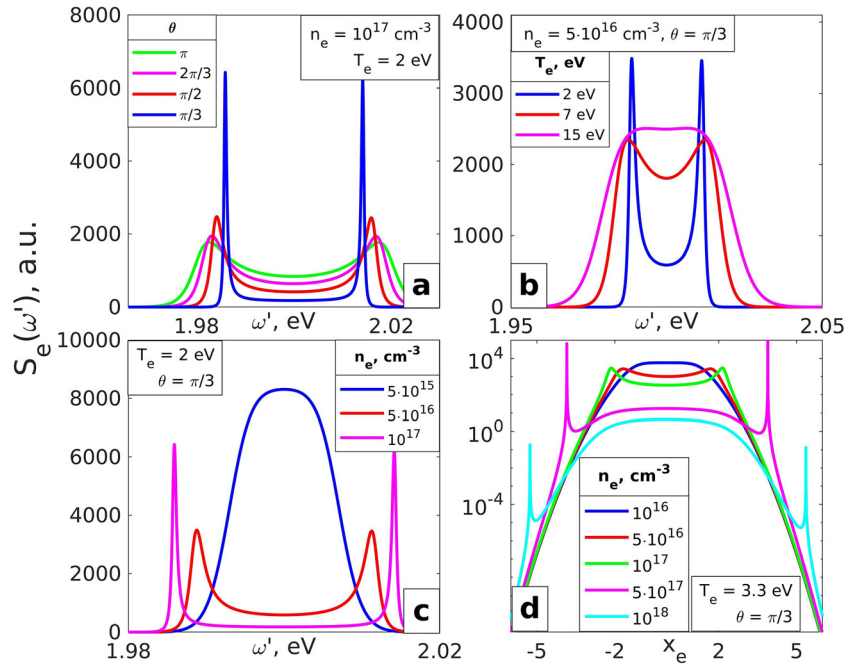 S_e(ω'), a.u.
8000
6000
4000
2000
0
θ
π
2π/3
π/2
π/3
n_e = 10^17 cm^-3
T_e = 2 eV
a
1.98
ω', eV
2.02
4000
3000
2000
1000
0
n_e = 5·10^16 cm^-3, θ = π/3
T_e, eV
2 eV
7 eV
15 eV
b
1.95
ω', eV
2.05
10000
8000
6000
4000
2000
0
T_e = 2 eV
θ = π/3
n_e, cm^-3
5·10^15
5·10^16
10^17
c
1.98
ω', eV
2.02
10^4
10^0
10^-4
n_e, cm^-3
10^16
5·10^16
10^17
5·10^17
10^18
T_e = 3.3 eV
θ = π/3
d
-5
-2
x_e
2
5